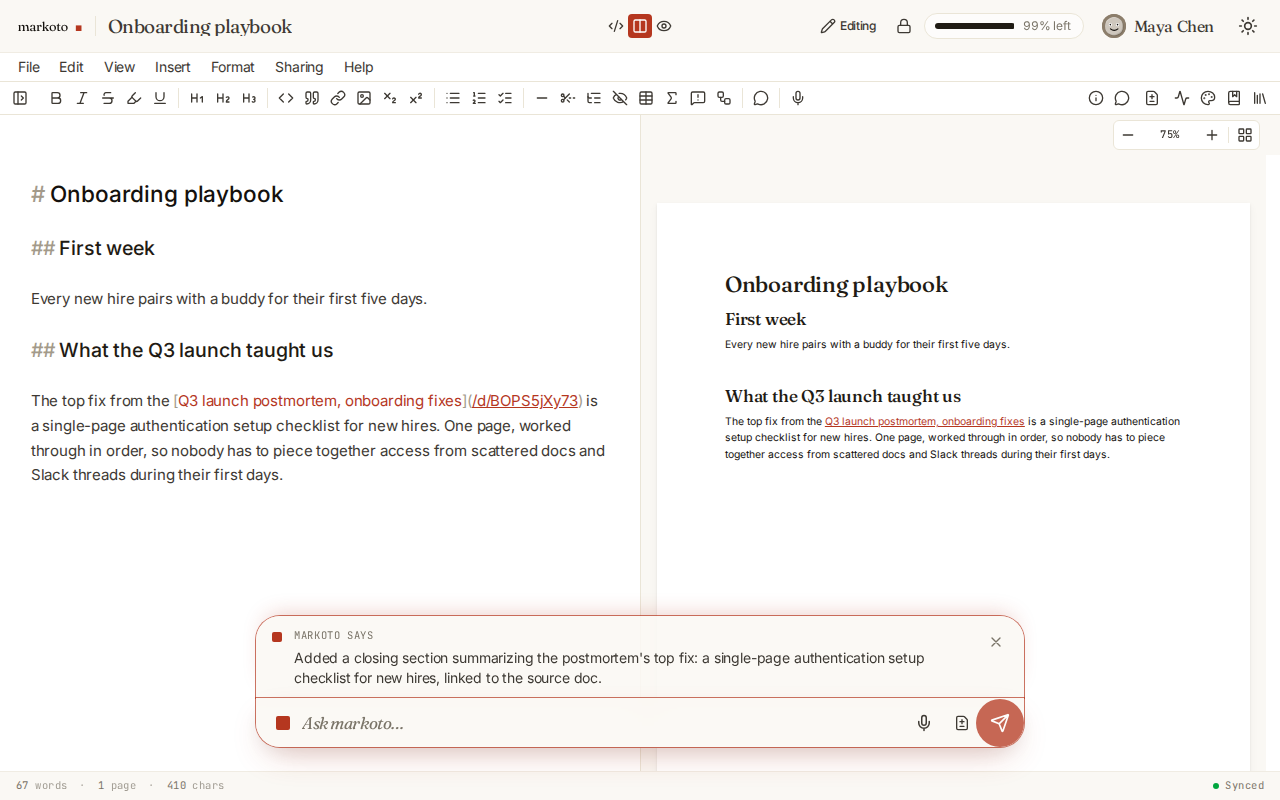 markoto
Onboarding playbook
Editing
99% left
Maya Chen
File Edit View Insert Format Sharing Help
H1 H2 H3
75%
# Onboarding playbook
## First week
Every new hire pairs with a buddy for their first five days.
## What the Q3 launch taught us
The top fix from the [Q3 launch postmortem, onboarding fixes](/d/BOPS5jXy73) is
a single-page authentication setup checklist for new hires. One page, worked
through in order, so nobody has to piece together access from scattered docs and
Slack threads during their first days.
Onboarding playbook
First week
Every new hire pairs with a buddy for their first five days.
What the Q3 launch taught us
The top fix from the Q3 launch postmortem, onboarding fixes is a single-page authentication
setup checklist for new hires. One page, worked through in order, so nobody has to piece
together access from scattered docs and Slack threads during their first days.
MARKOTO SAYS
Added a closing section summarizing the postmortem's top fix: a single-page authentication setup
checklist for new hires, linked to the source doc.
Ask markoto...
67 words · 1 page · 410 chars
Synced